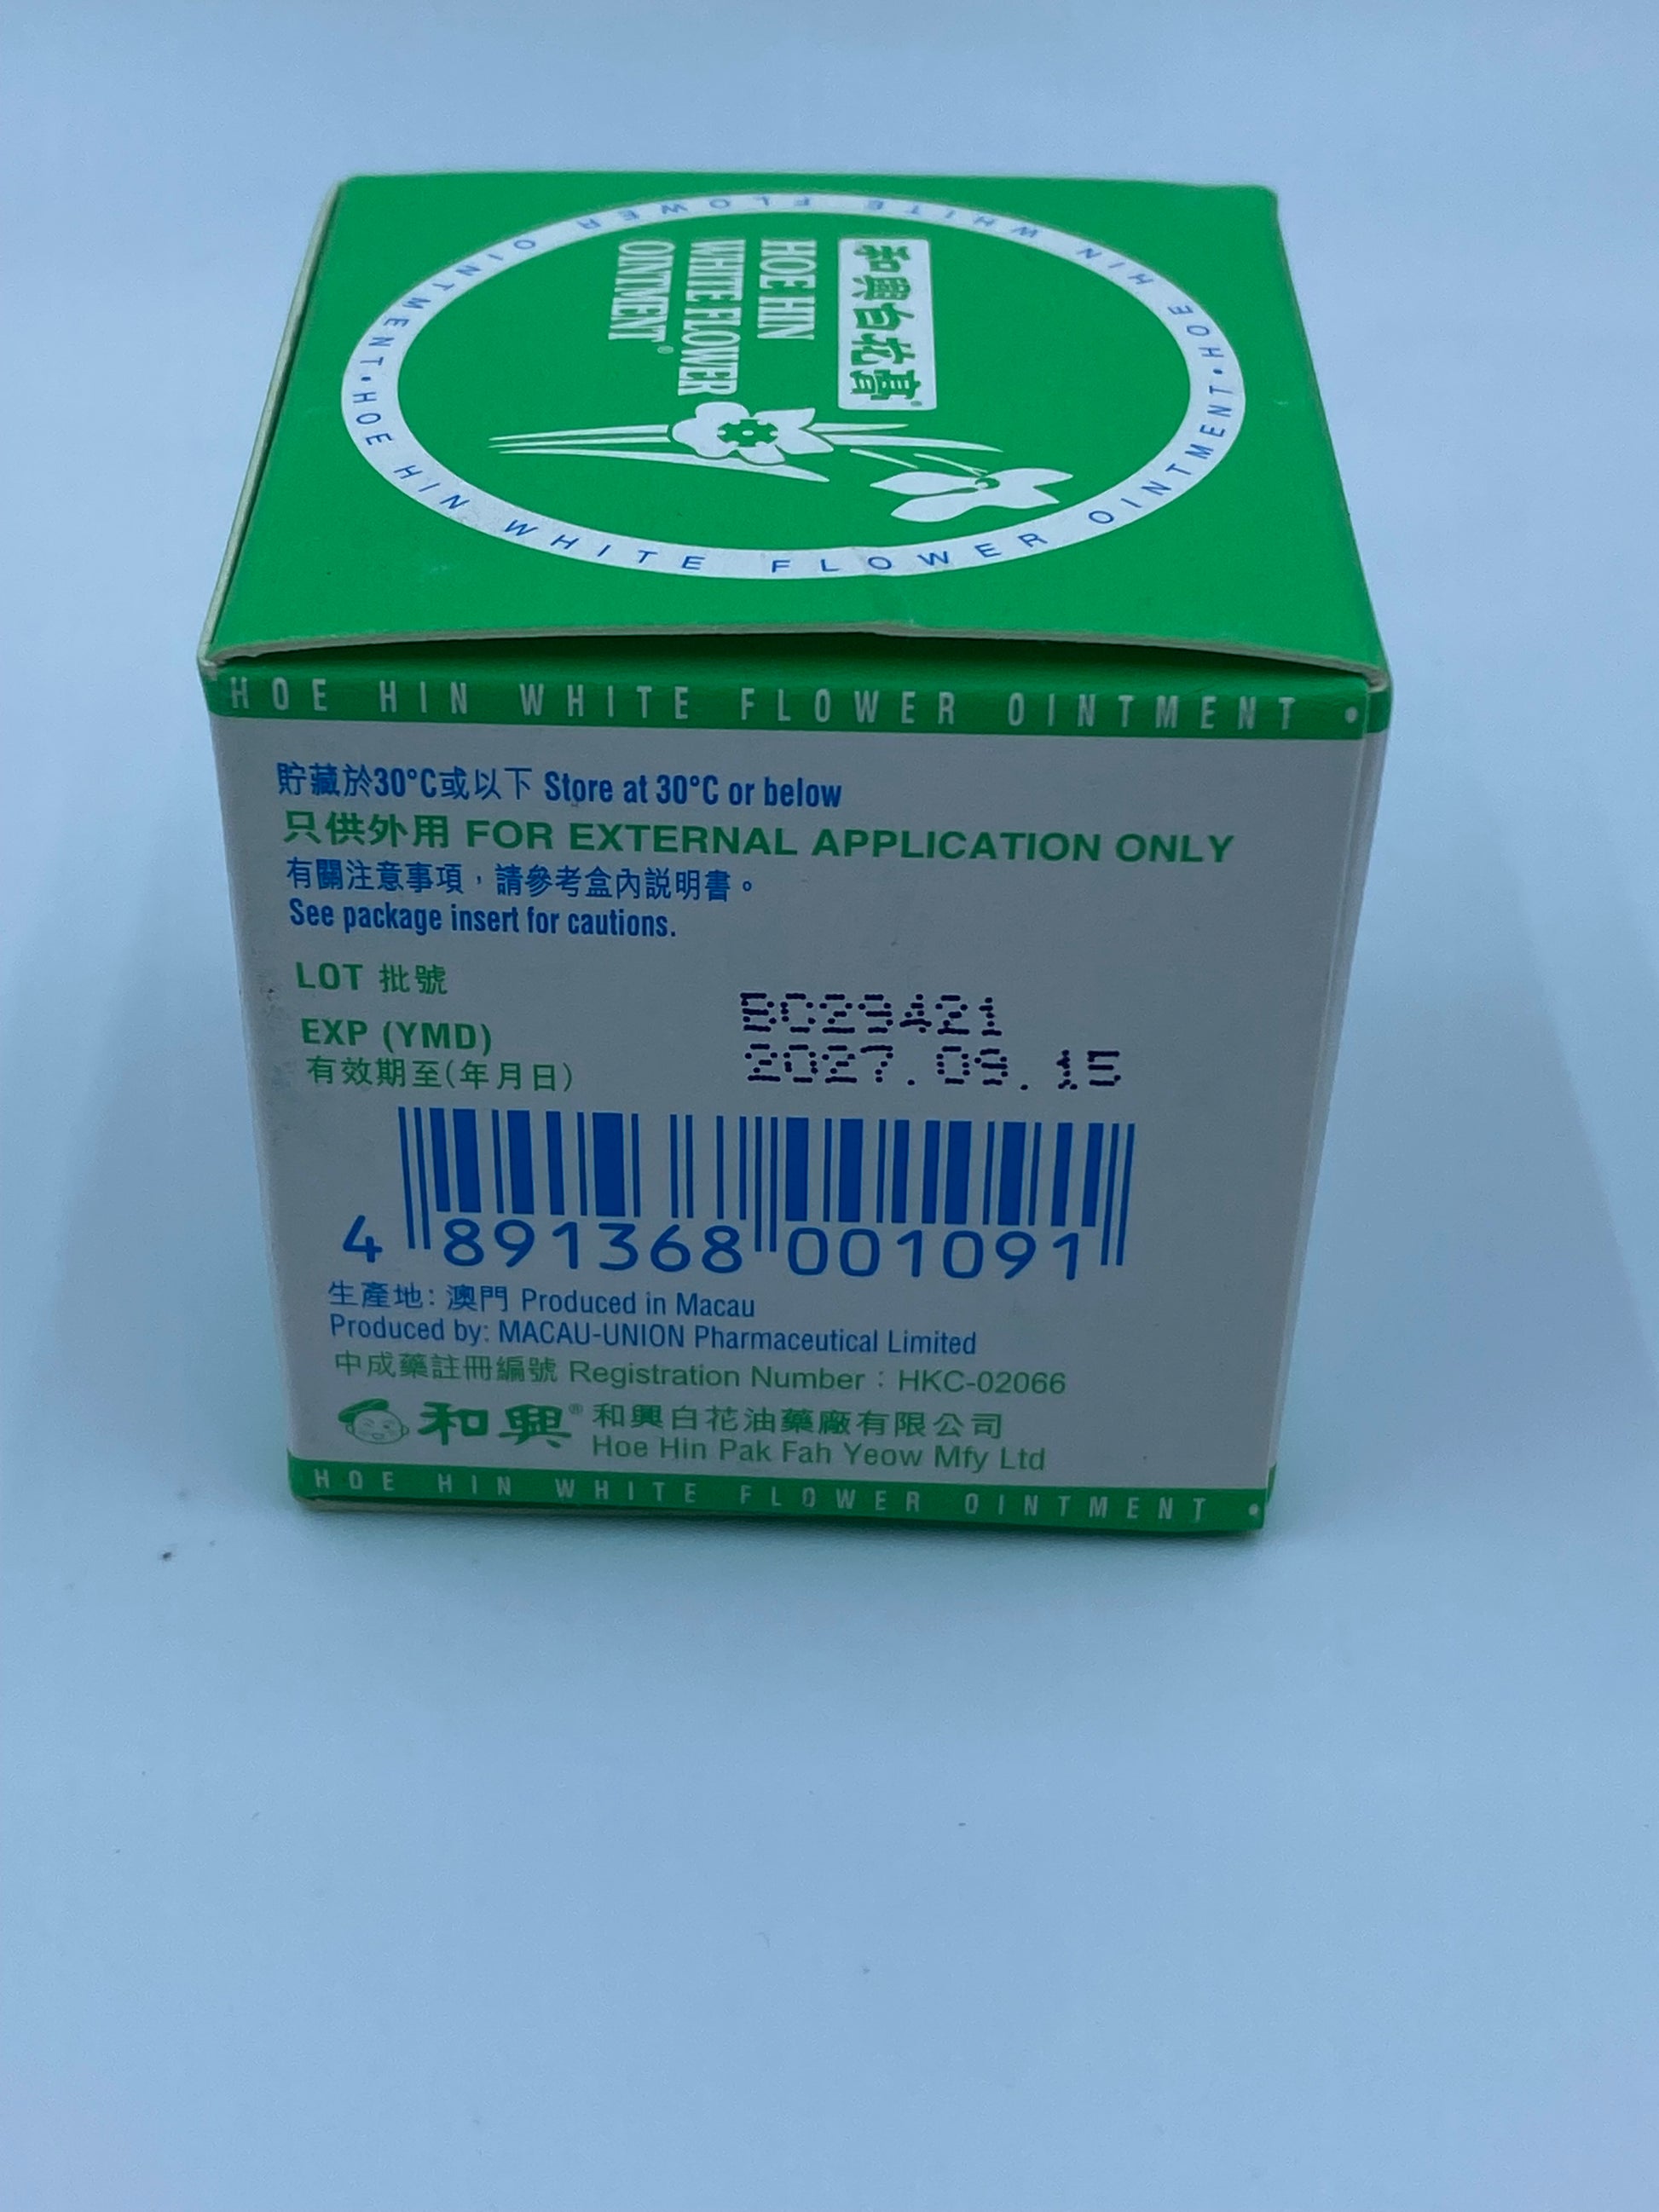 HOE HIN WHITE FLOWER OINTMENT • HOE HIN WHITE FLOWER OINTMENT •
和興白花膏®
HOE HIN
WHITE FLOWER
OINTMENT®
HOE HIN WHITE FLOWER OINTMENT •
貯藏於30°C或以下 Store at 30°C or below
只供外用 FOR EXTERNAL APPLICATION ONLY
有關注意事項，請參考盒內説明書。
See package insert for cautions.
LOT 批號 BC29421
EXP (YMD) 2027.09.15
有效期至(年月日)
4 891368 001091
生產地: 澳門 Produced in Macau
Produced by: MACAU-UNION Pharmaceutical Limited
中成藥註冊編號 Registration Number : HKC-02066
和興® 和興白花油藥廠有限公司
Hoe Hin Pak Fah Yeow Mfy Ltd
HOE HIN WHITE FLOWER OINTMENT •